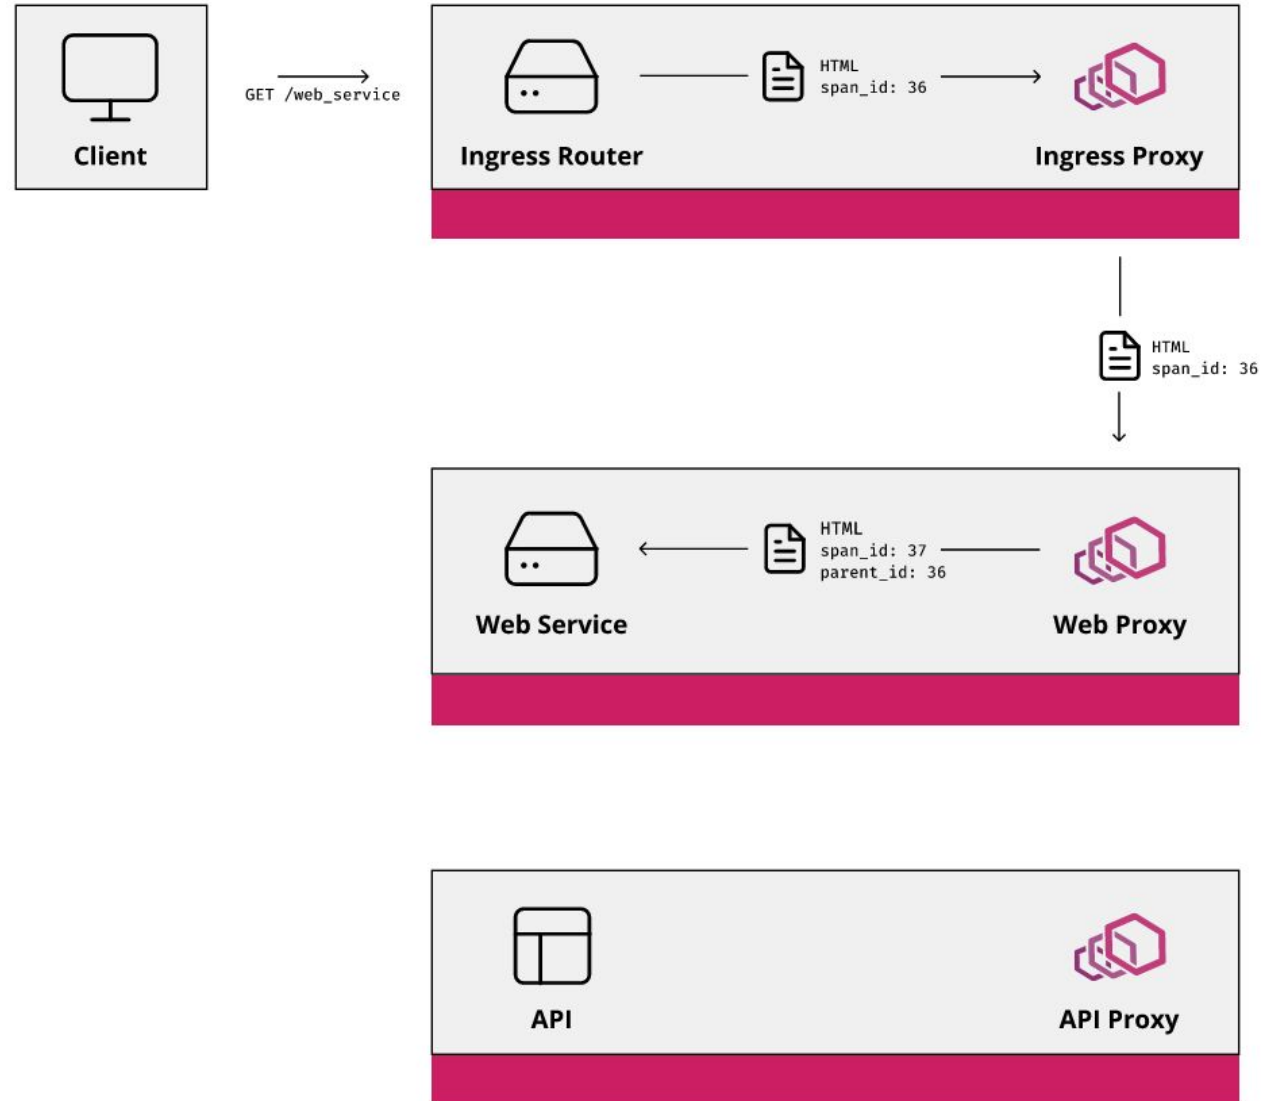 GET /web_service
Client
HTML
span_id: 36
Ingress Router
Ingress Proxy
HTML
span_id: 36
HTML
span_id: 37
parent_id: 36
Web Service
Web Proxy
API
API Proxy